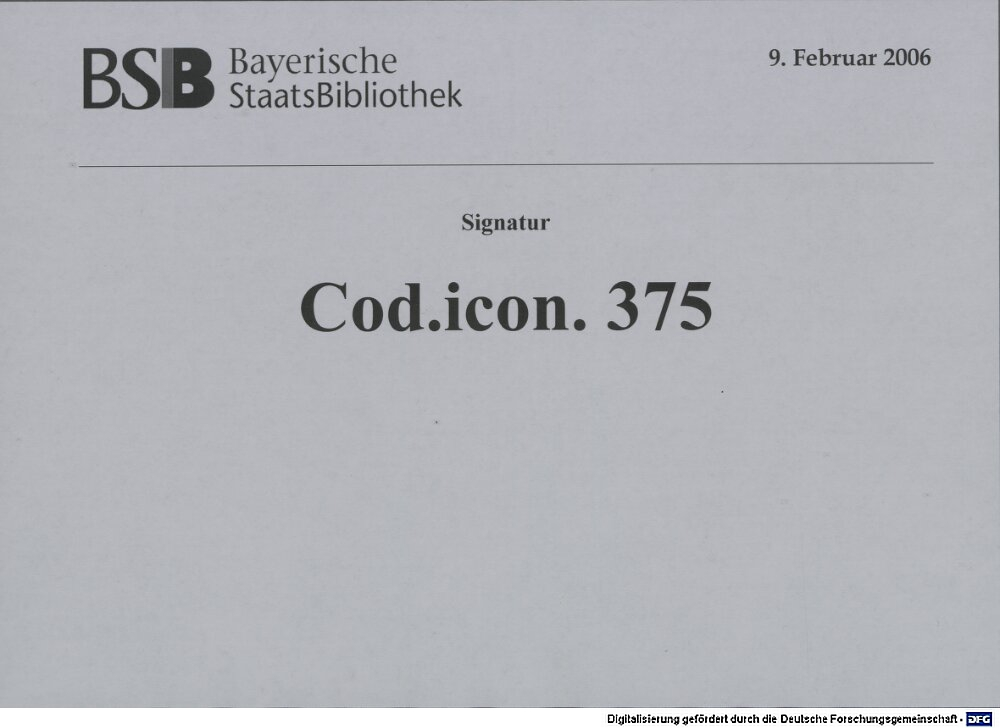 BSB Bayerische
StaatsBibliothek
9. Februar 2006
Signatur
Cod.icon. 375
Digitalisierung gefördert durch die Deutsche Forschungsgemeinschaft - DFG